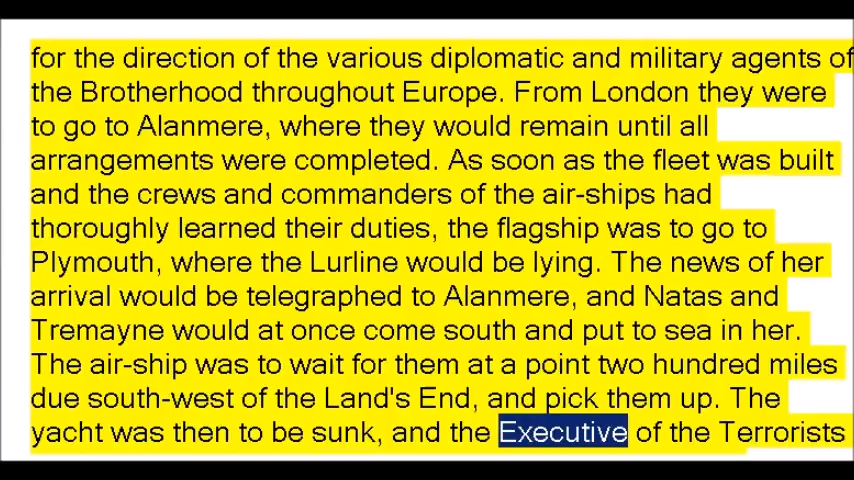 for the direction of the various diplomatic and military agents of
the Brotherhood throughout Europe. From London they were
to go to Alanmere, where they would remain until all
arrangements were completed. As soon as the fleet was built
and the crews and commanders of the air-ships had
thoroughly learned their duties, the flagship was to go to
Plymouth, where the Lurline would be lying. The news of her
arrival would be telegraphed to Alanmere, and Natas and
Tremayne would at once come south and put to sea in her.
The air-ship was to wait for them at a point two hundred miles
due south-west of the Land's End, and pick them up. The
yacht was then to be sunk, and the Executive of the Terrorists